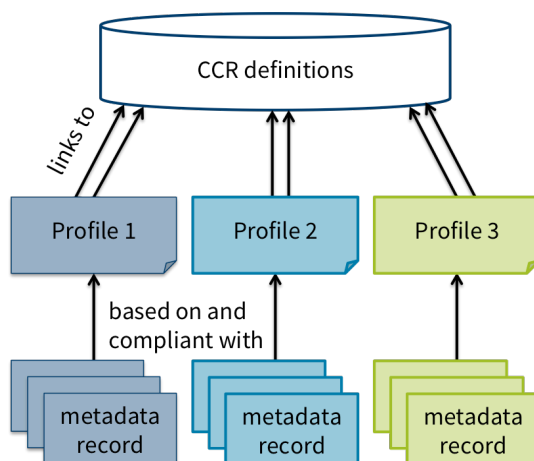 CCR definitions
links to
Profile 1
Profile 2
Profile 3
based on and
compliant with
metadata
record
metadata
record
metadata
record